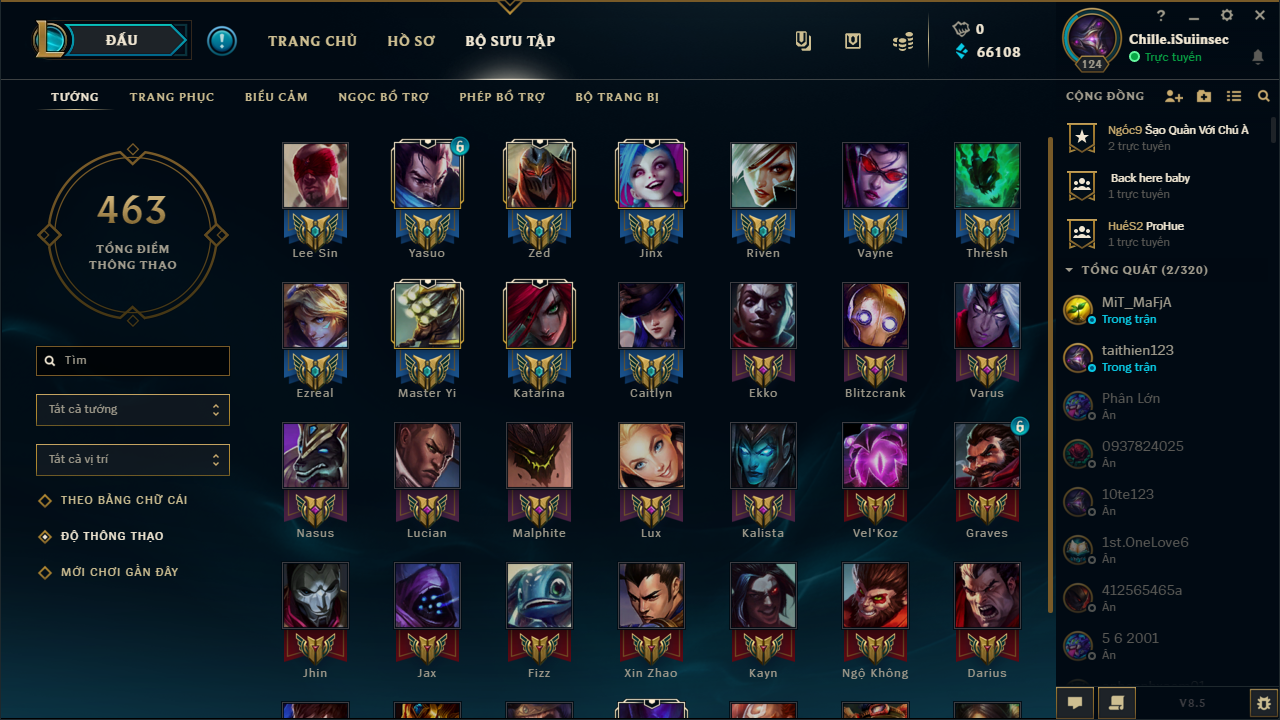 ĐẤU
TRANG CHỦ
HỒ SƠ
BỘ SƯU TẬP
0
66108
124
Chille.iSuiinsec
Trực tuyến
TƯỚNG
TRANG PHỤC
BIỂU CẢM
NGỌC BỔ TRỢ
PHÉP BỔ TRỢ
BỘ TRANG BỊ
463
TỔNG ĐIỂM
THÔNG THẠO
Tìm
Tất cả tướng
Tất cả vị trí
THEO BẢNG CHỮ CÁI
ĐỘ THÔNG THẠO
MỚI CHƠI GẦN ĐÂY
6
Lee Sin
Yasuo
Zed
Jinx
Riven
Vayne
Thresh
Ezreal
Master Yi
Katarina
Caitlyn
Ekko
Blitzcrank
Varus
6
Nasus
Lucian
Malphite
Lux
Kalista
Vel'Koz
Graves
Jhin
Jax
Fizz
Xin Zhao
Kayn
Ngộ Không
Darius
CỘNG ĐỒNG
Ngốc9 Sạo Quần Với Chú À
2 trực tuyến
Back here baby
1 trực tuyến
HuếS2 ProHue
1 trực tuyến
TỔNG QUÁT (2/320)
MiT_MaFjA
Trong trận
taithien123
Trong trận
Phân Lớn
Ẩn
0937824025
Ẩn
10te123
Ẩn
1st.OneLove6
Ẩn
412565465a
Ẩn
5 6 2001
Ẩn
V8.5